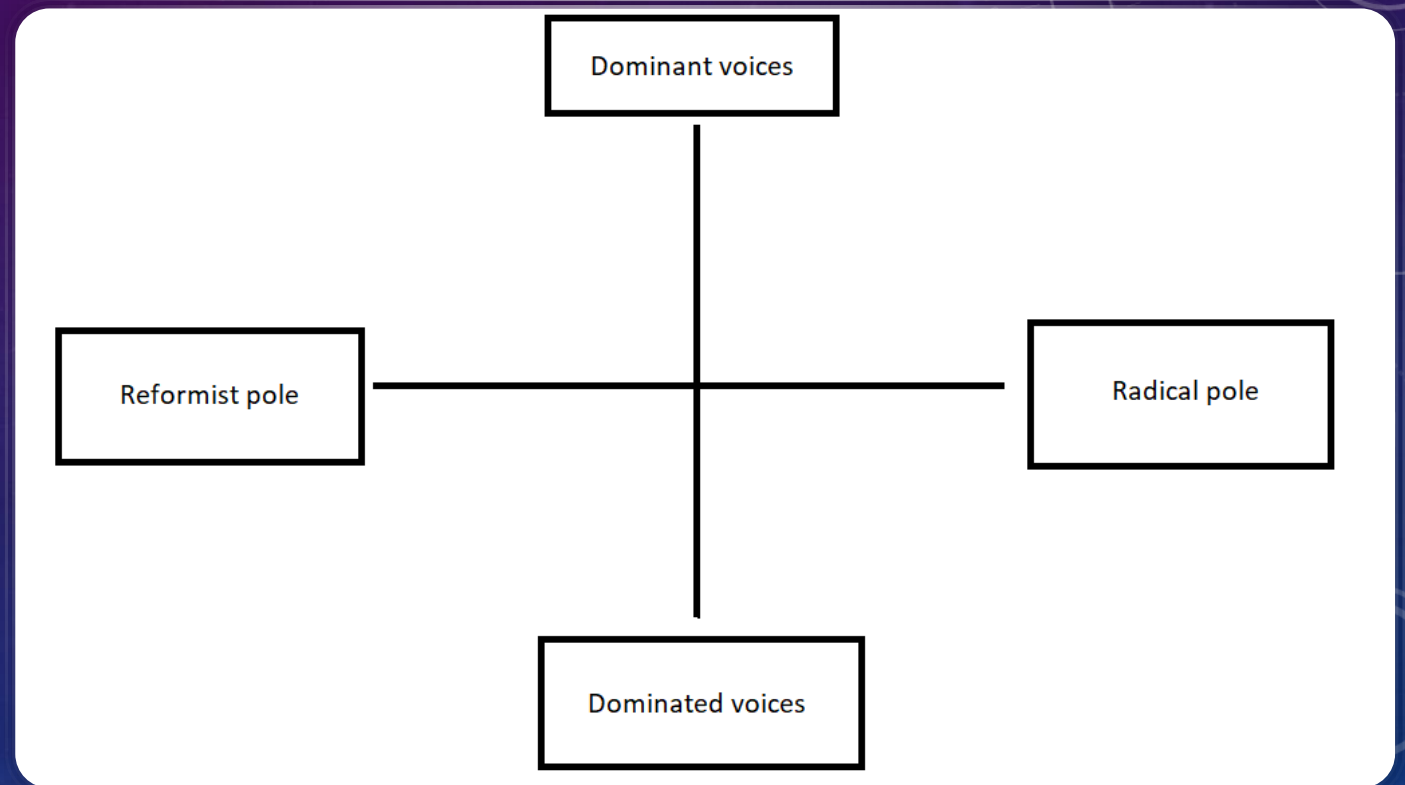 Dominant voices
Reformist pole
Radical pole
Dominated voices